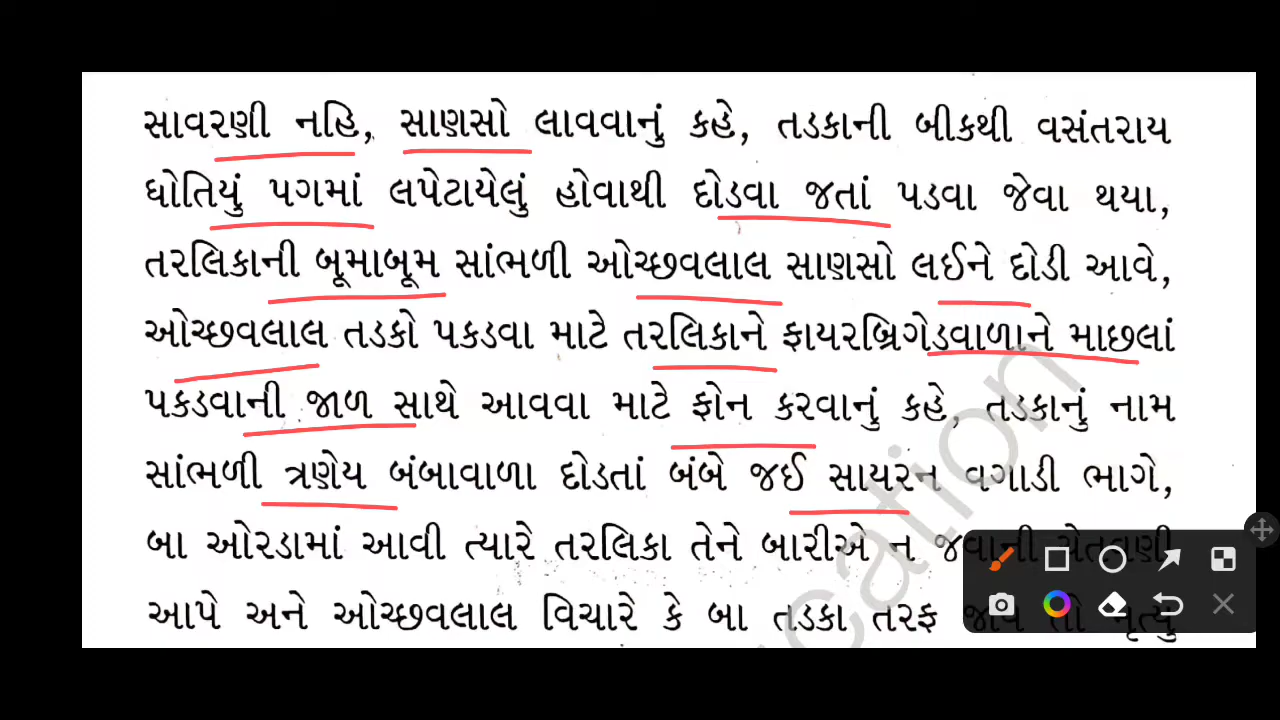 સાવરણી નહિ, સાણસો લાવવાનું કહે, તડકાની બીકથી વસંતરાય
ધોતિયું પગમાં લપેટાયેલું હોવાથી દોડવા જતાં પડવા જેવા થયા,
તરલિકાની બૂમાબૂમ સાંભળી ઓચ્છવલાલ સાણસો લઈને દોડી આવે,
ઓચ્છવલાલ તડકો પકડવા માટે તરલિકાને ફાયરબ્રિગેડવાળાને માછલાં
પકડવાની જાળ સાથે આવવા માટે ફોન કરવાનું કહે, તડકાનું નામ
સાંભળી ત્રણેય બંબાવાળા દોડતાં બંબે જઈ સાયરન વગાડી ભાગે,
બા ઓરડામાં આવી ત્યારે તરલિકા તેને બારીએ ન જવાની ચેતવણી
આપે અને ઓચ્છવલાલ વિચારે કે બા તડકા તરફ જાય તો મૃત્યુ